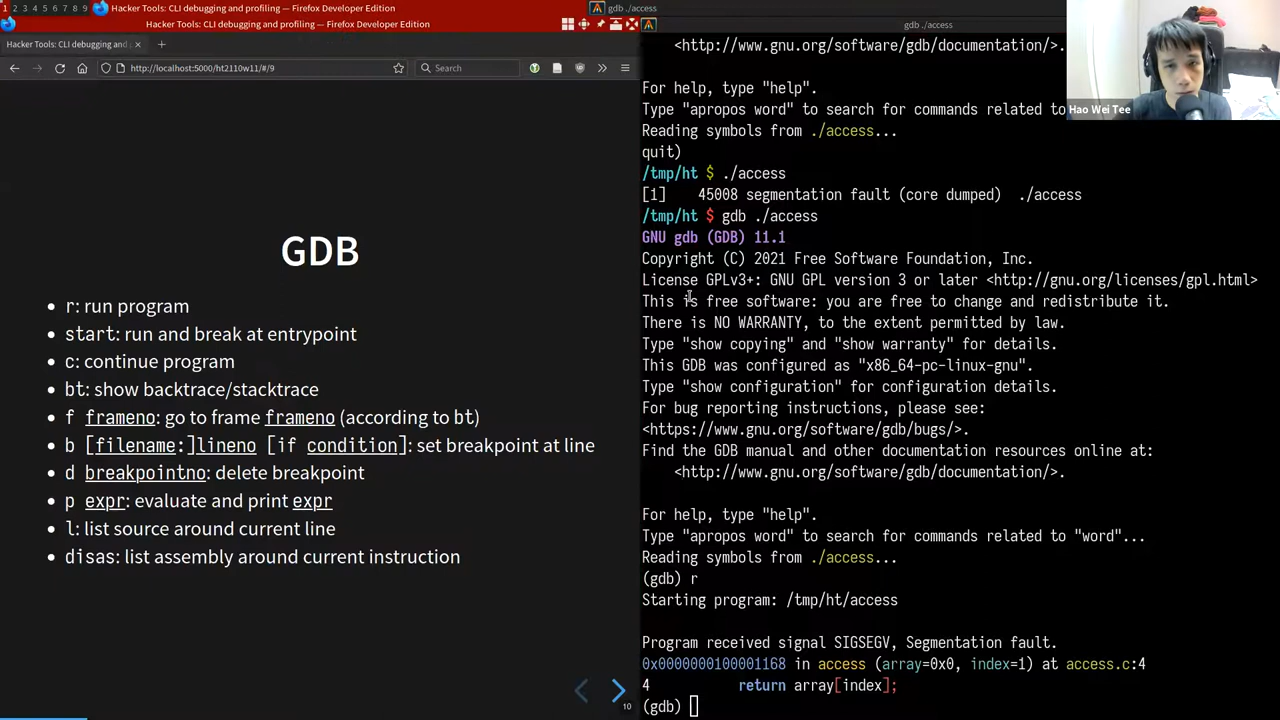 1 2 3 4 5 6 7 8 9
Hacker Tools: CLI debugging and profiling — Firefox Developer Edition
gdb ./access
Hacker Tools: CLI debugging and profiling — Firefox Developer Edition
gdb ./access
Hacker Tools: CLI debugging and
http://localhost:5000/ht2110w11/#/9
Search
GDB
r: run program
start: run and break at entrypoint
c: continue program
bt: show backtrace/stacktrace
f frameno: go to frame frameno (according to bt)
b [filename:]lineno [if condition]: set breakpoint at line
d breakpointno: delete breakpoint
p expr: evaluate and print expr
l: list source around current line
disas: list assembly around current instruction
10
<http://www.gnu.org/software/gdb/documentation/>.
For help, type "help".
Type "apropos word" to search for commands related to
Reading symbols from ./access...
quit)
/tmp/ht $ ./access
[1]    45008 segmentation fault (core dumped)  ./access
/tmp/ht $ gdb ./access
GNU gdb (GDB) 11.1
Copyright (C) 2021 Free Software Foundation, Inc.
License GPLv3+: GNU GPL version 3 or later <http://gnu.org/licenses/gpl.html>
This is free software: you are free to change and redistribute it.
There is NO WARRANTY, to the extent permitted by law.
Type "show copying" and "show warranty" for details.
This GDB was configured as "x86_64-pc-linux-gnu".
Type "show configuration" for configuration details.
For bug reporting instructions, please see:
<https://www.gnu.org/software/gdb/bugs/>.
Find the GDB manual and other documentation resources online at:
<http://www.gnu.org/software/gdb/documentation/>.
For help, type "help".
Type "apropos word" to search for commands related to "word"...
Reading symbols from ./access...
(gdb) r
Starting program: /tmp/ht/access
Program received signal SIGSEGV, Segmentation fault.
0x0000000100001168 in access (array=0x0, index=1) at access.c:4
4           return array[index];
(gdb)
Hao Wei Tee